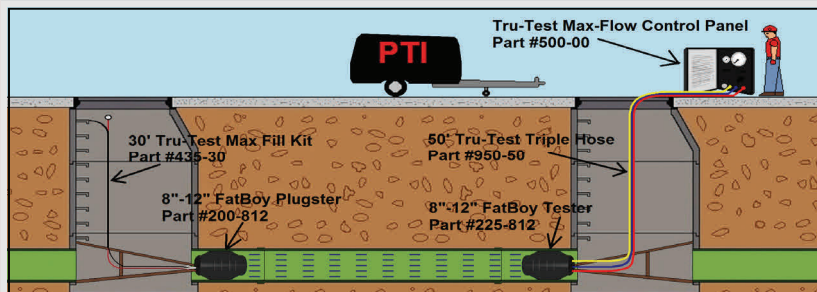 Tru-Test Max-Flow Control Panel
Part #500-00
PTI
30' Tru-Test Max Fill Kit
Part #435-30
50' Tru-Test Triple Hose
Part #950-50
8"-12" FatBoy Plugster
Part #200-812
8"-12" FatBoy Tester
Part #225-812